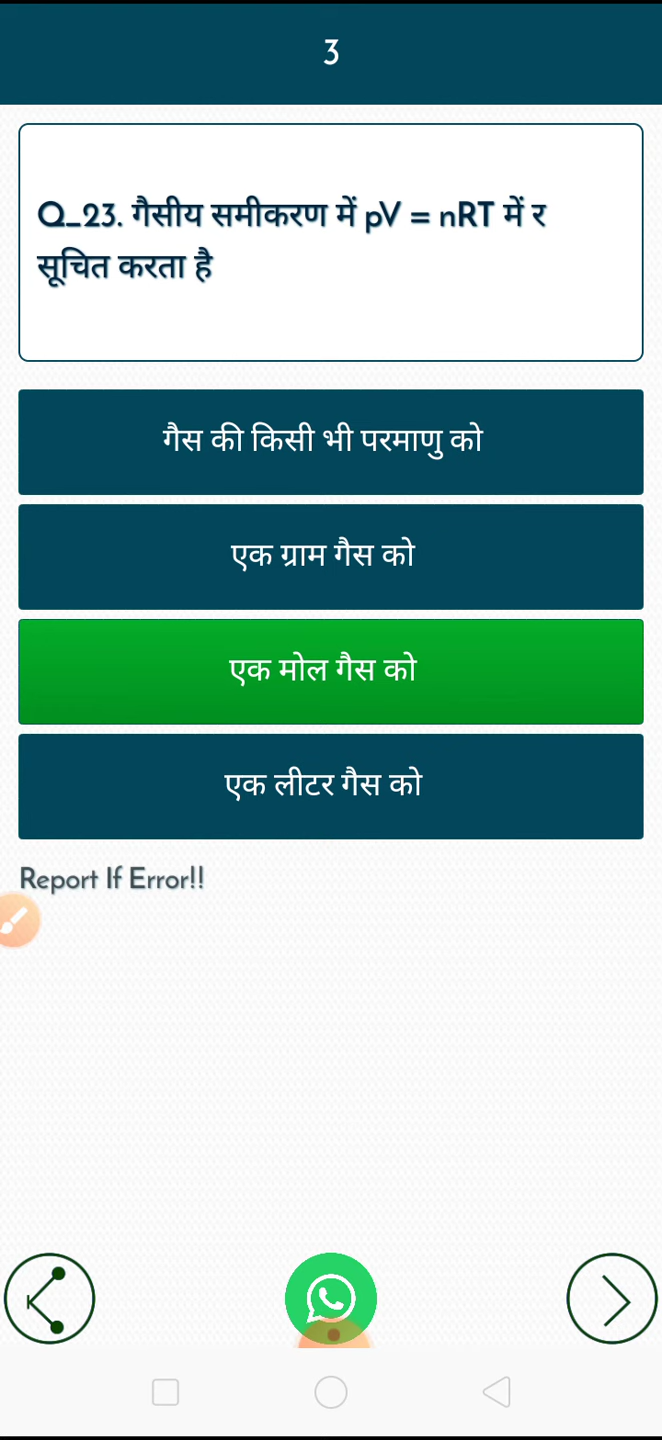 3
Q_23. गैसीय समीकरण में pV = nRT में र
सूचित करता है
गैस की किसी भी परमाणु को
एक ग्राम गैस को
एक मोल गैस को
एक लीटर गैस को
Report If Error!!